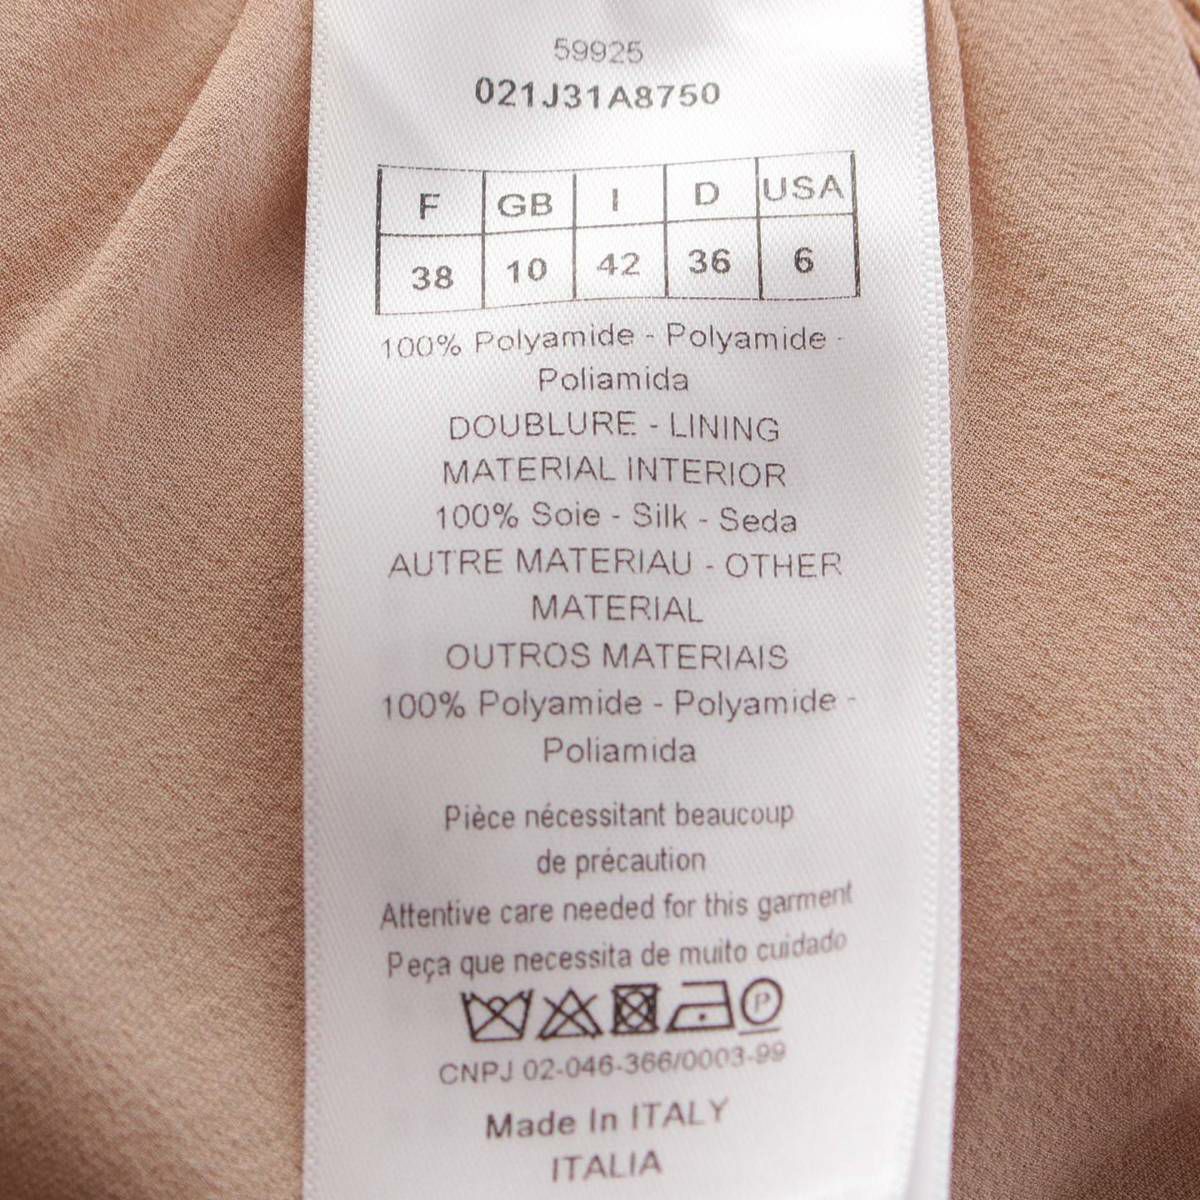 59925
021J31A8750
F GB I D USA
38 10 42 36 6
100% Polyamide - Polyamide -
Poliamida
DOUBLURE - LINING
MATERIAL INTERIOR
100% Soie - Silk - Seda
AUTRE MATERIAU - OTHER
MATERIAL
OUTROS MATERIAIS
100% Polyamide - Polyamide -
Poliamida
Pièce nécessitant beaucoup
de précaution
Attentive care needed for this garment
Peça que necessita de muito cuidado
P
CNPJ 02-046-366/0003-99
Made In ITALY
ITALIA